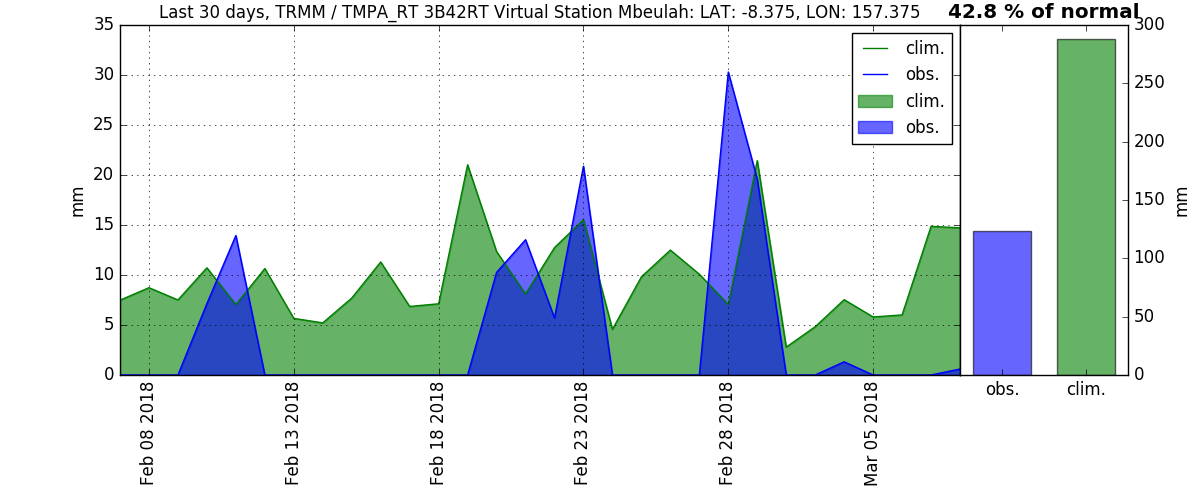 Last 30 days, TRMM / TMPA_RT 3B42RT Virtual Station Mbeulah: LAT: -8.375, LON: 157.375
42.8 % of normal
35
30
25
20
15
10
5
0
mm
clim.
obs.
clim.
obs.
300
250
200
150
100
50
0
mm
obs.
clim.
Feb 08 2018
Feb 13 2018
Feb 18 2018
Feb 23 2018
Feb 28 2018
Mar 05 2018